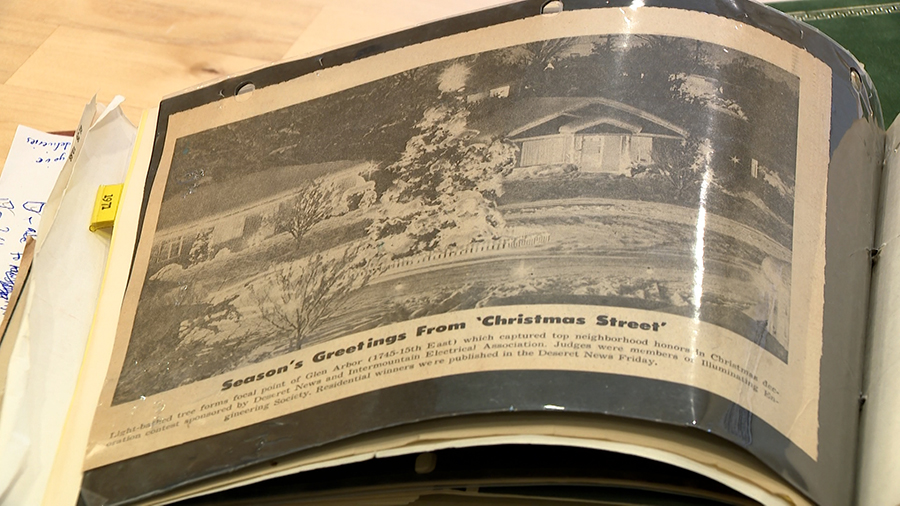 Season's Greetings From 'Christmas Street'
Light-bathed tree forms focal point of Glen Arbor (1745-15th East) which captured top neighborhood honors in Christmas dec-
oration contest sponsored by Deseret News and Intermountain Electrical Association. Judges were members of Illuminating En-
gineering Society. Residential winners were published in the Deseret News Friday.
1971
deliveries